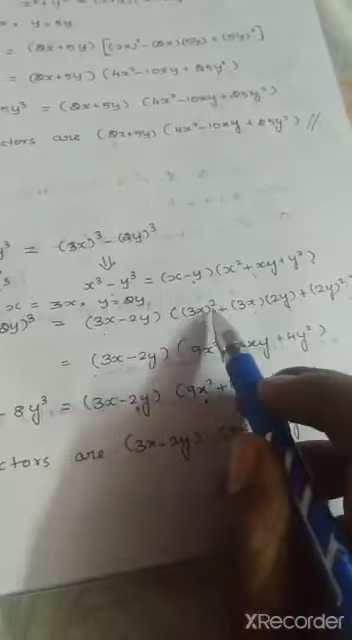 = (2x+5y) [(2x)² - (2x)(5y) + (5y)²]
= (2x+5y) (4x² - 10xy + 25y²)
5y³ = (2x+5y) (4x² - 10xy + 25y²)
ctors are (2x+5y) (4x² - 10xy + 25y²) //
y³ = (3x)³ - (2y)³
⇓
x³ - y³ = (x-y) (x² + xy + y²)
x = 3x, y = 2y
2y)³ = (3x-2y) ((3x)² + (3x)(2y) + (2y)²
= (3x-2y) (9x² xy + 4y²)
- 8y³ = (3x-2y) (9x² +
ctors are (3x-2y)
XRecorder